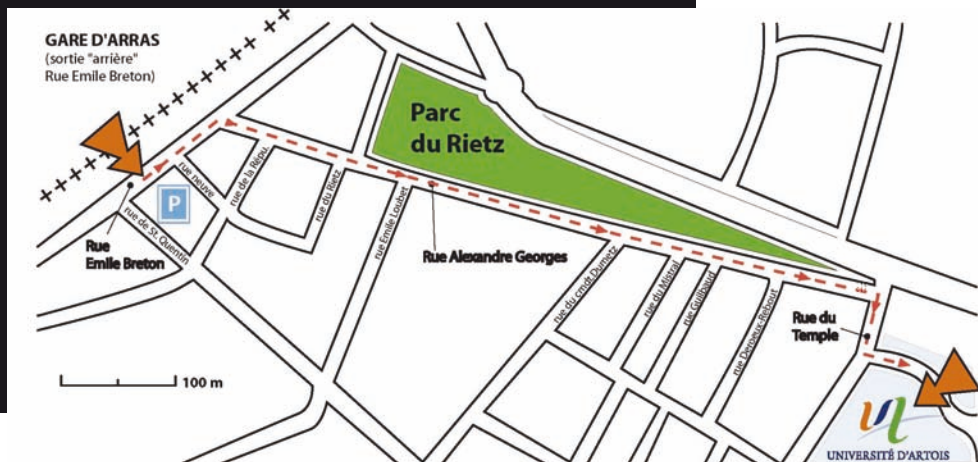 GARE D'ARRAS
(sortie "arrière"
Rue Emile Breton)
Parc
du Rietz
rue neuve
rue de la Répu.
rue du Rietz
P
rue de St. Quentin
Rue
Emile Breton
rue Emile Loubet
Rue Alexandre Georges
rue du cmdt Dumetz
rue du Mistral
rue Guilbaud
rue Deroeux-Rebout
Rue du
Temple
100 m
UNIVERSITÉ D'ARTOIS